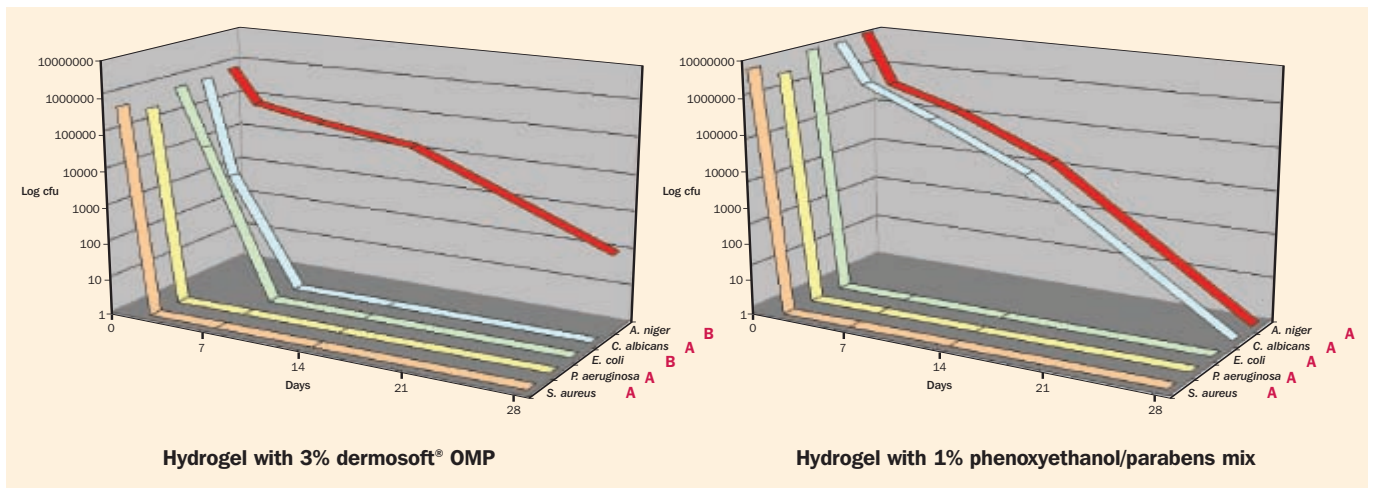 10000000
1000000
100000
10000
Log cfu
1000
100
10
1
0
7
14
21
28
Days
A. niger B
C. albicans A
E. coli B
P. aeruginosa A
S. aureus A
Hydrogel with 3% dermosoft® OMP
10000000
1000000
100000
10000
Log cfu
1000
100
10
1
0
7
14
21
28
Days
A. niger A
C. albicans A
E. coli A
P. aeruginosa A
S. aureus A
Hydrogel with 1% phenoxyethanol/parabens mix